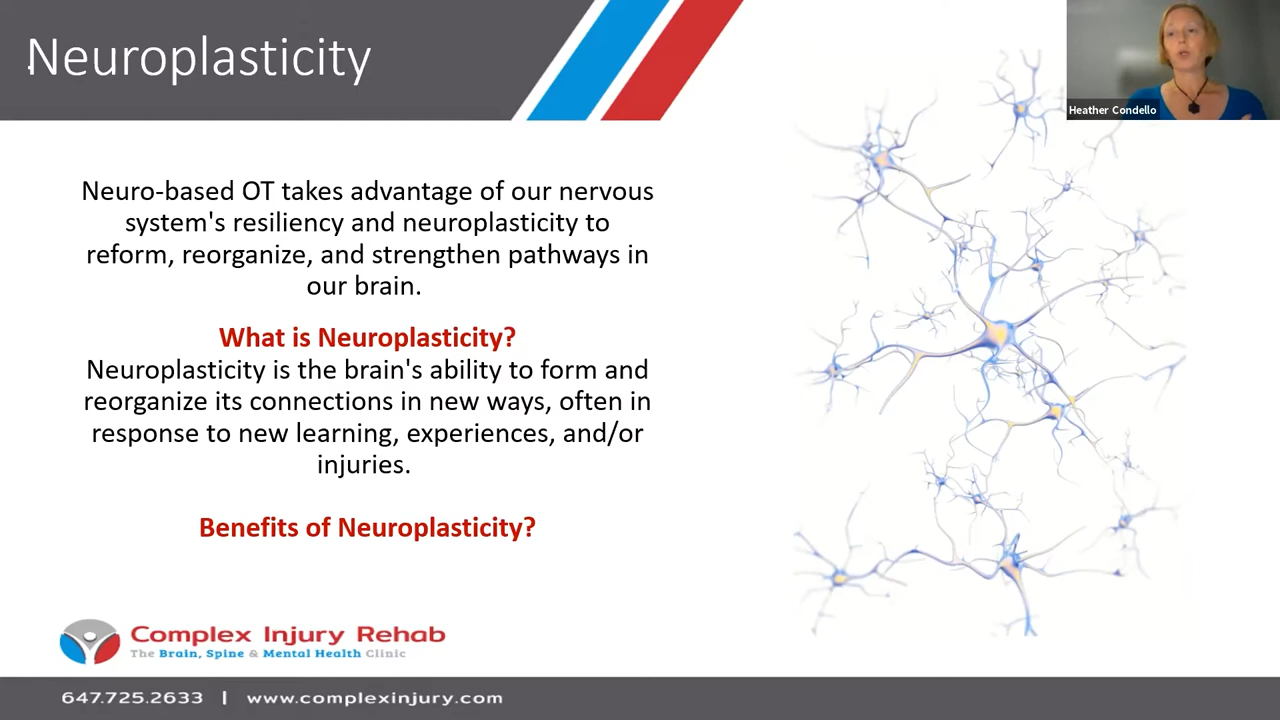 Neuroplasticity
Heather Condello
Neuro-based OT takes advantage of our nervous
system's resiliency and neuroplasticity to
reform, reorganize, and strengthen pathways in
our brain.
What is Neuroplasticity?
Neuroplasticity is the brain's ability to form and
reorganize its connections in new ways, often in
response to new learning, experiences, and/or
injuries.
Benefits of Neuroplasticity?
Complex Injury Rehab
The Brain, Spine & Mental Health Clinic
647.725.2633 | www.complexinjury.com